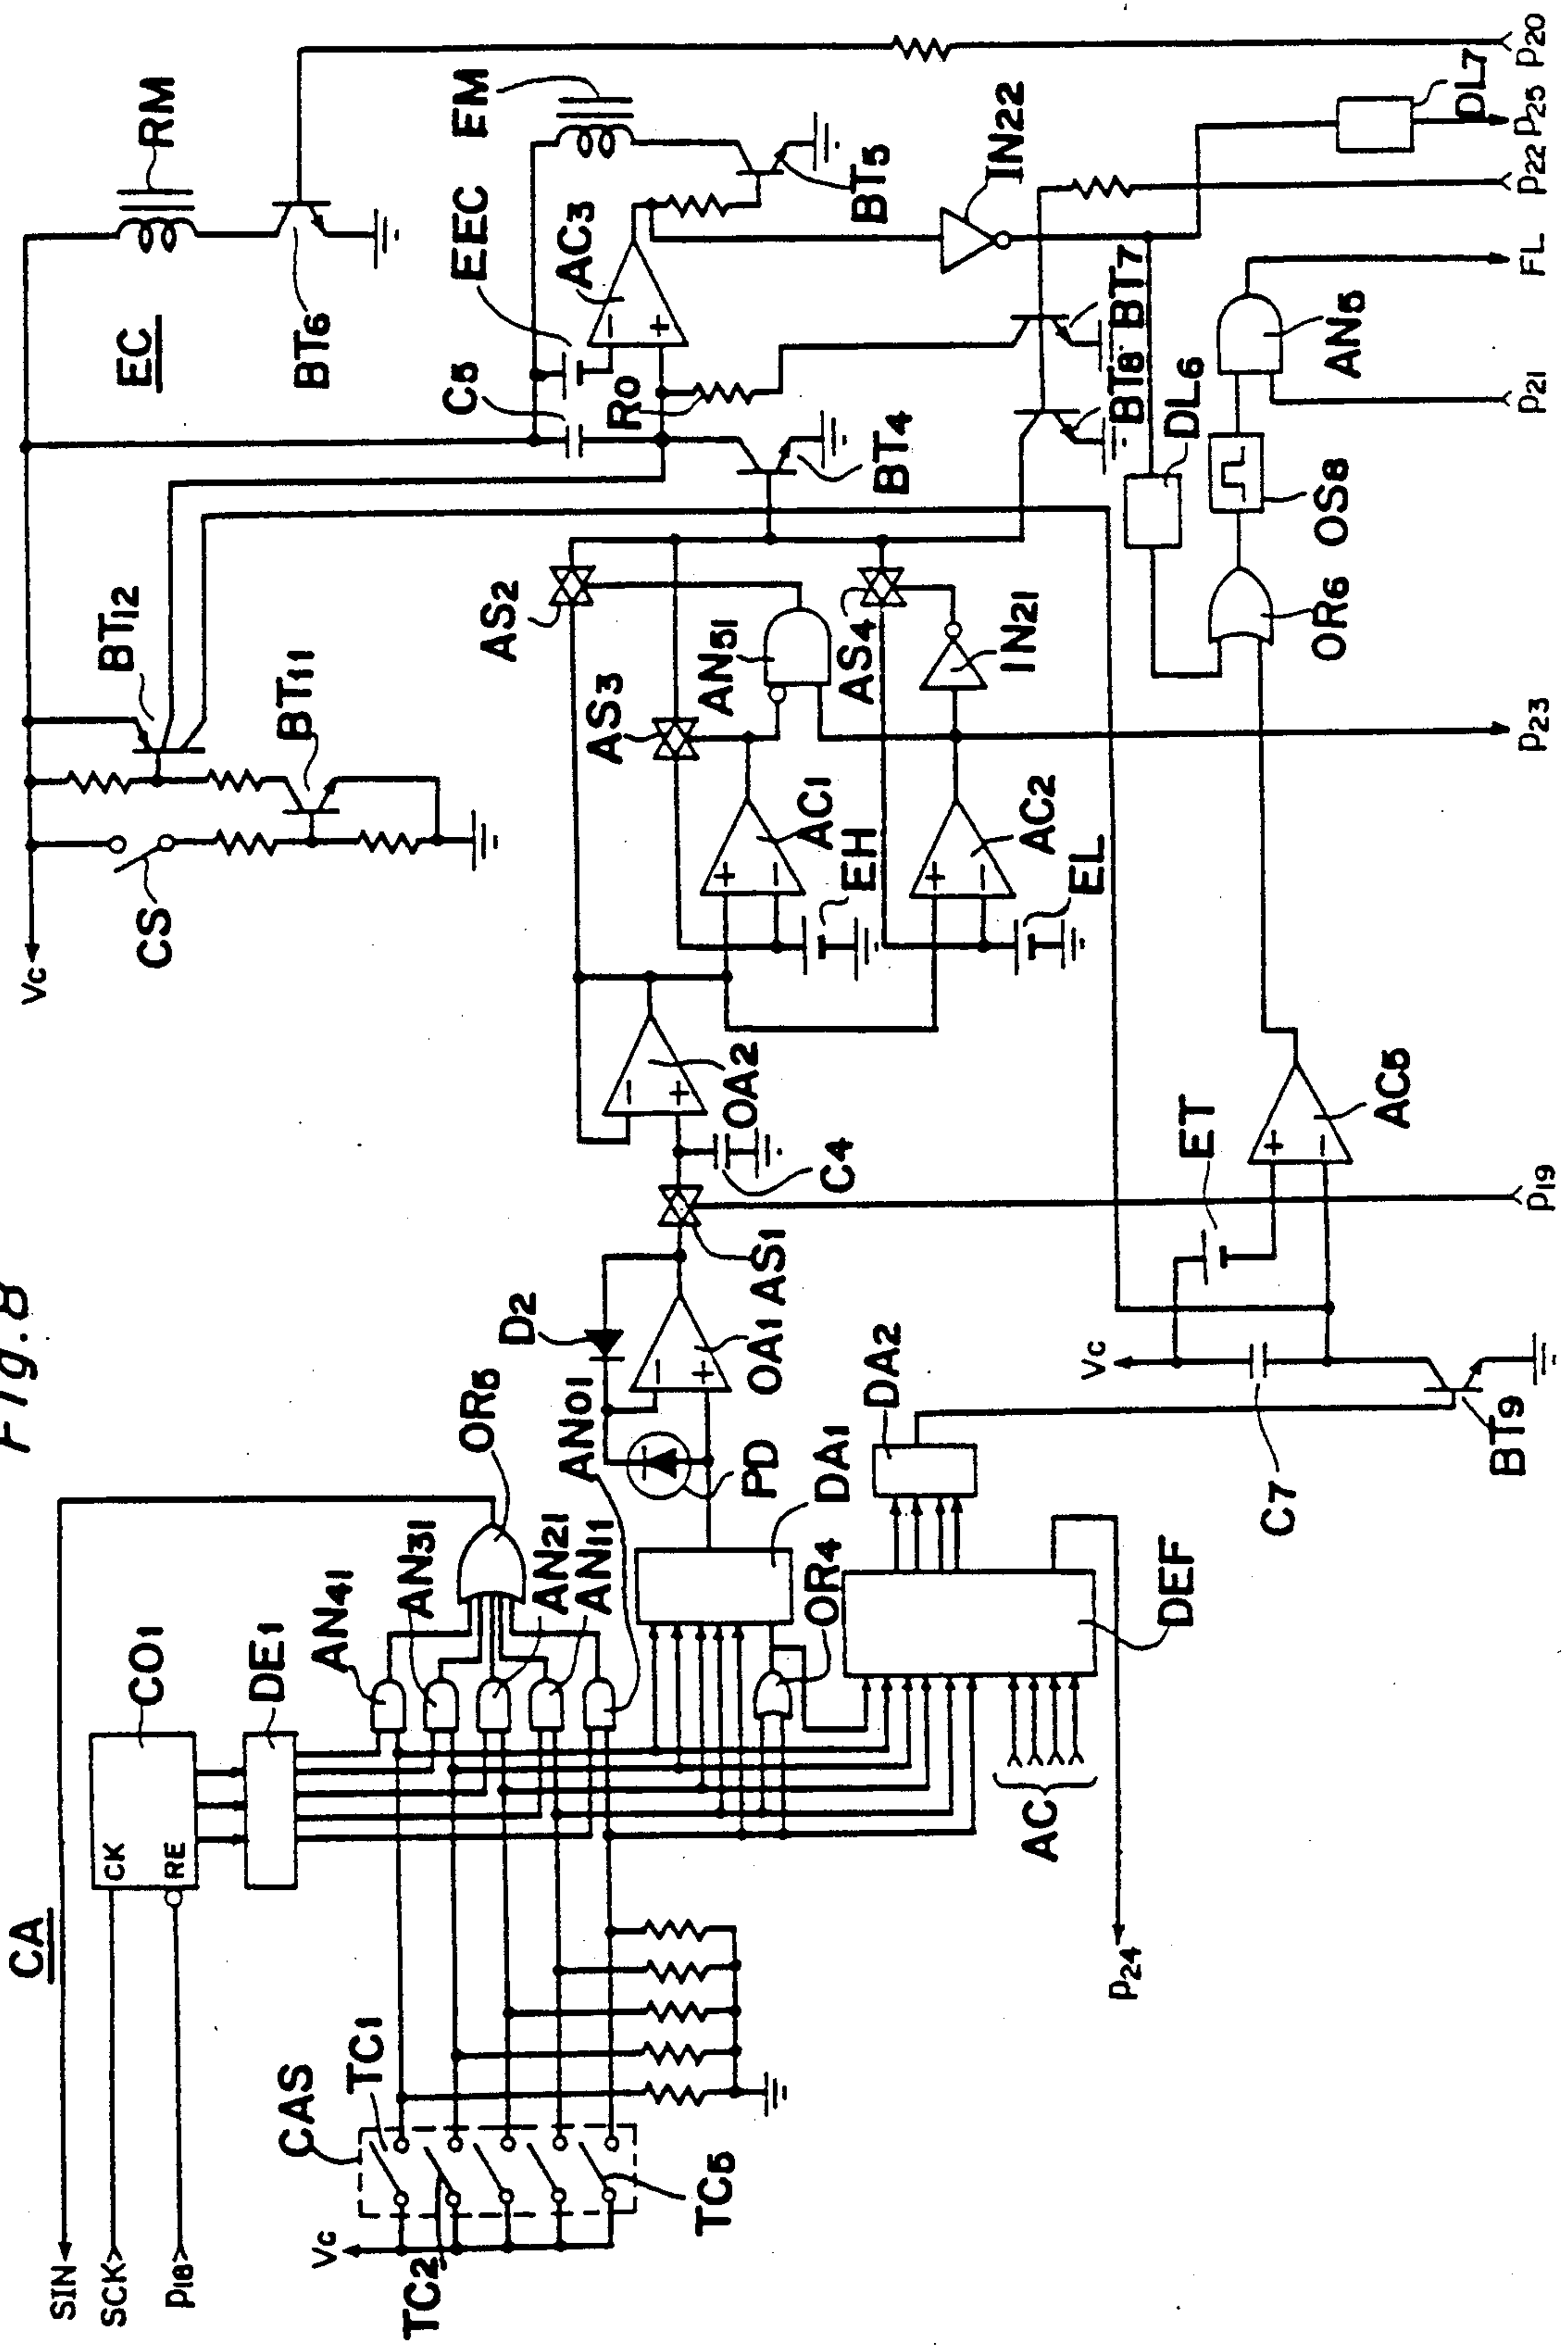 Fig. 8
RM
EC
BT6
EEC
EM
AC3
C5
R0
BT5
BT4
IN22
BT7
BT8
DL7
DL6
AN5
OS8
OR6
P20
P25
P22
FL
P21
P23
P19
Vc
CS
BT12
BT11
AS2
AS3
AN51
AS4
IN21
AC1
EH
AC2
EL
OA2
C4
AS1
OA1
D2
PD
ET
AC5
Vc
C7
BT9
DA2
DA1
DEF
OR4
OR5
AN01
AN41
AN31
AN21
AN11
CA
CO1
CK
RE
DE1
SIN
SCK
P18
CAS
TC1
TC2
TC5
Vc
AC
P24
+
−
+
−
+
−
+
−
+
−
+
−